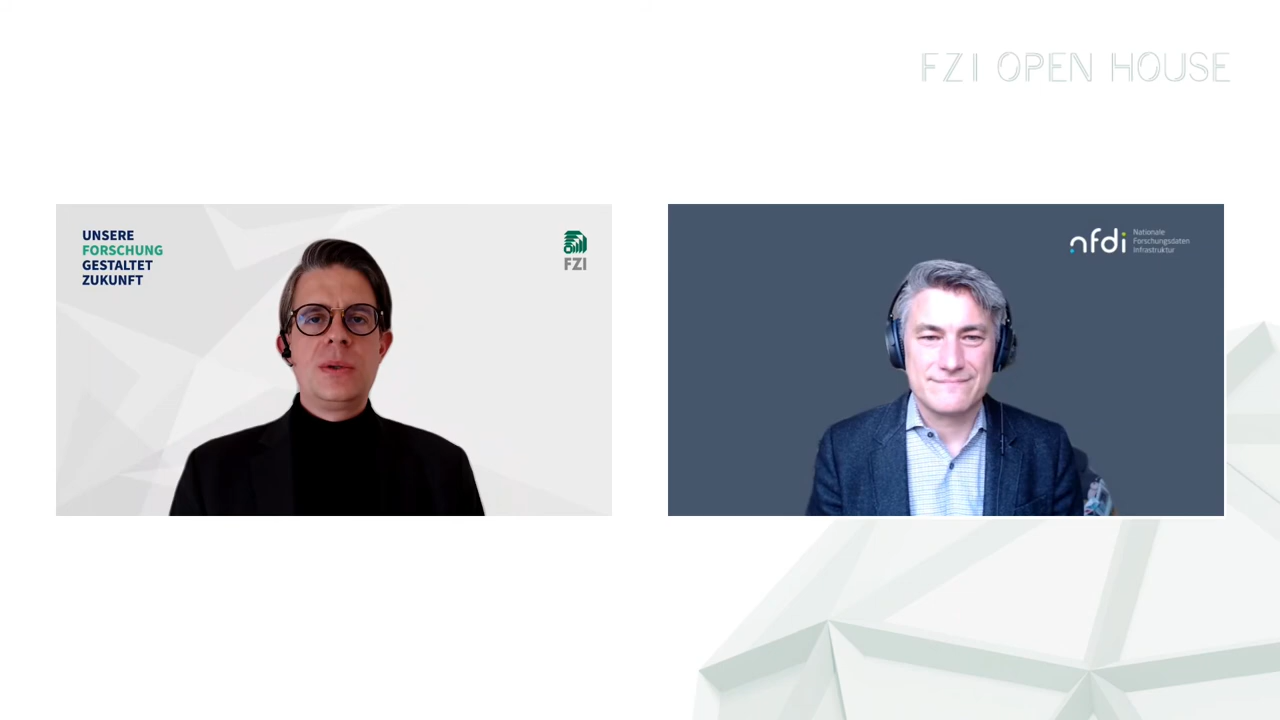 FZI OPEN HOUSE
UNSERE
FORSCHUNG
GESTALTET
ZUKUNFT
FZI
nfdi
Nationale
Forschungsdaten
Infrastruktur